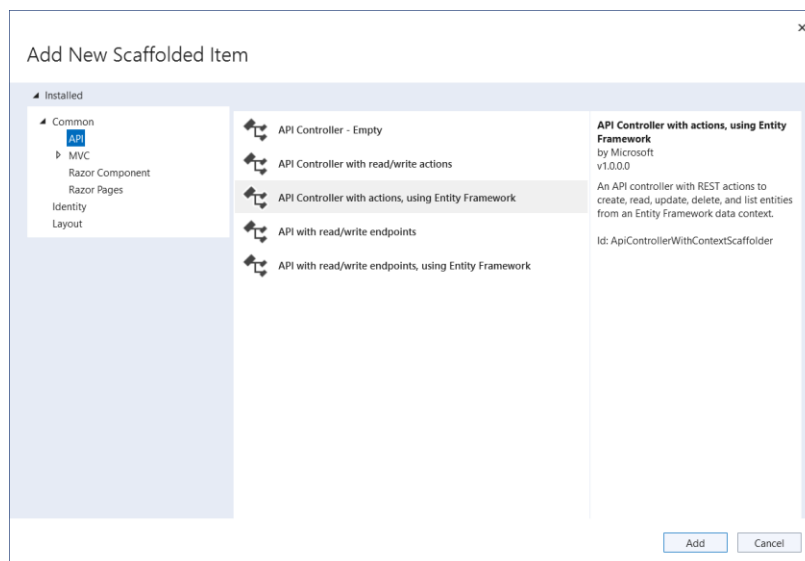 Add New Scaffolded Item
Installed
Common
API
MVC
Razor Component
Razor Pages
Identity
Layout
API Controller - Empty
API Controller with read/write actions
API Controller with actions, using Entity Framework
API with read/write endpoints
API with read/write endpoints, using Entity Framework
API Controller with actions, using Entity
Framework
by Microsoft
v1.0.0.0
An API controller with REST actions to
create, read, update, delete, and list entities
from an Entity Framework data context.
Id: ApiControllerWithContextScaffolder
Add
Cancel